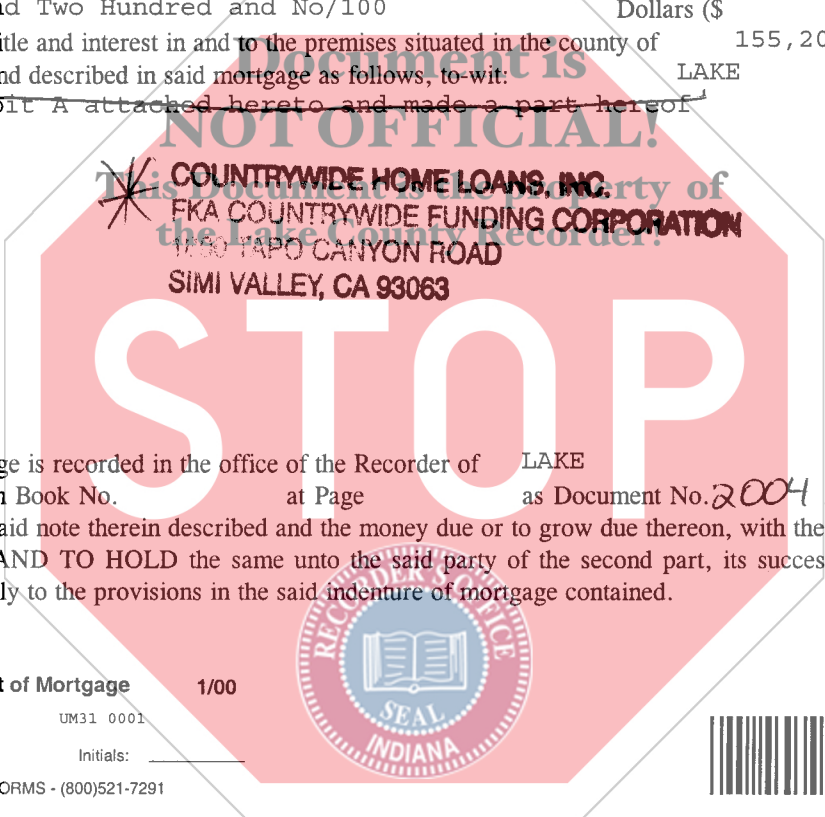 d Two Hundred and No/100 Dollars ($
itle and interest in and to the premises situated in the county of 155,20
nd described in said mortgage as follows, to-wit: LAKE
it A attached hereto and made a part hereof
Document is
NOT OFFICIAL!
This Document is the property of
the Lake County Recorder!
COUNTRYWIDE HOME LOANS, INC.
FKA COUNTRYWIDE FUNDING CORPORATION
TAPO CANYON ROAD
SIMI VALLEY, CA 93063
STOP
ge is recorded in the office of the Recorder of LAKE
n Book No. at Page as Document No. 2004
aid note therein described and the money due or to grow due thereon, with the
AND TO HOLD the same unto the said party of the second part, its succes
ly to the provisions in the said indenture of mortgage contained.
RECORDER'S OFFICE
SEAL
INDIANA
t of Mortgage 1/00
UM31 0001
Initials:
ORMS - (800)521-7291